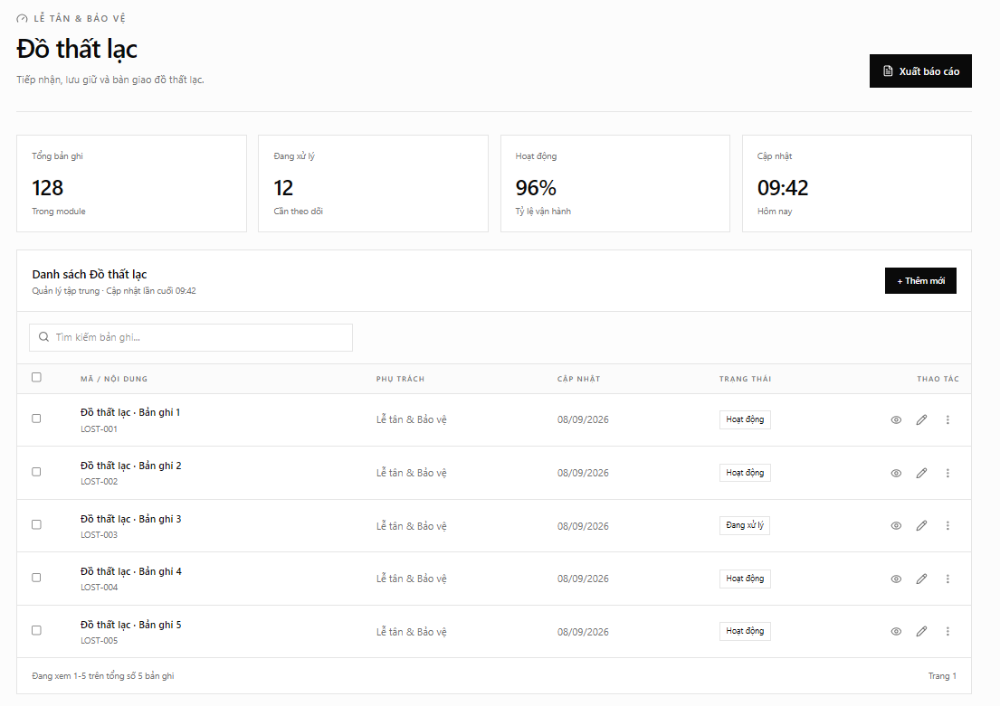 LỄ TÂN & BẢO VỆ
Đồ thất lạc
Tiếp nhận, lưu giữ và bàn giao đồ thất lạc.
Xuất báo cáo
Tổng bản ghi
128
Trong module
Đang xử lý
12
Cần theo dõi
Hoạt động
96%
Tỷ lệ vận hành
Cập nhật
09:42
Hôm nay
Danh sách Đồ thất lạc
Quản lý tập trung · Cập nhật lần cuối 09:42
+ Thêm mới
Tìm kiếm bản ghi...
MÃ / NỘI DUNG PHỤ TRÁCH CẬP NHẬT TRẠNG THÁI THAO TÁC
Đồ thất lạc · Bản ghi 1
LOST-001
Lễ tân & Bảo vệ 08/09/2026 Hoạt động
Đồ thất lạc · Bản ghi 2
LOST-002
Lễ tân & Bảo vệ 08/09/2026 Hoạt động
Đồ thất lạc · Bản ghi 3
LOST-003
Lễ tân & Bảo vệ 08/09/2026 Đang xử lý
Đồ thất lạc · Bản ghi 4
LOST-004
Lễ tân & Bảo vệ 08/09/2026 Hoạt động
Đồ thất lạc · Bản ghi 5
LOST-005
Lễ tân & Bảo vệ 08/09/2026 Hoạt động
Đang xem 1-5 trên tổng số 5 bản ghi
Trang 1